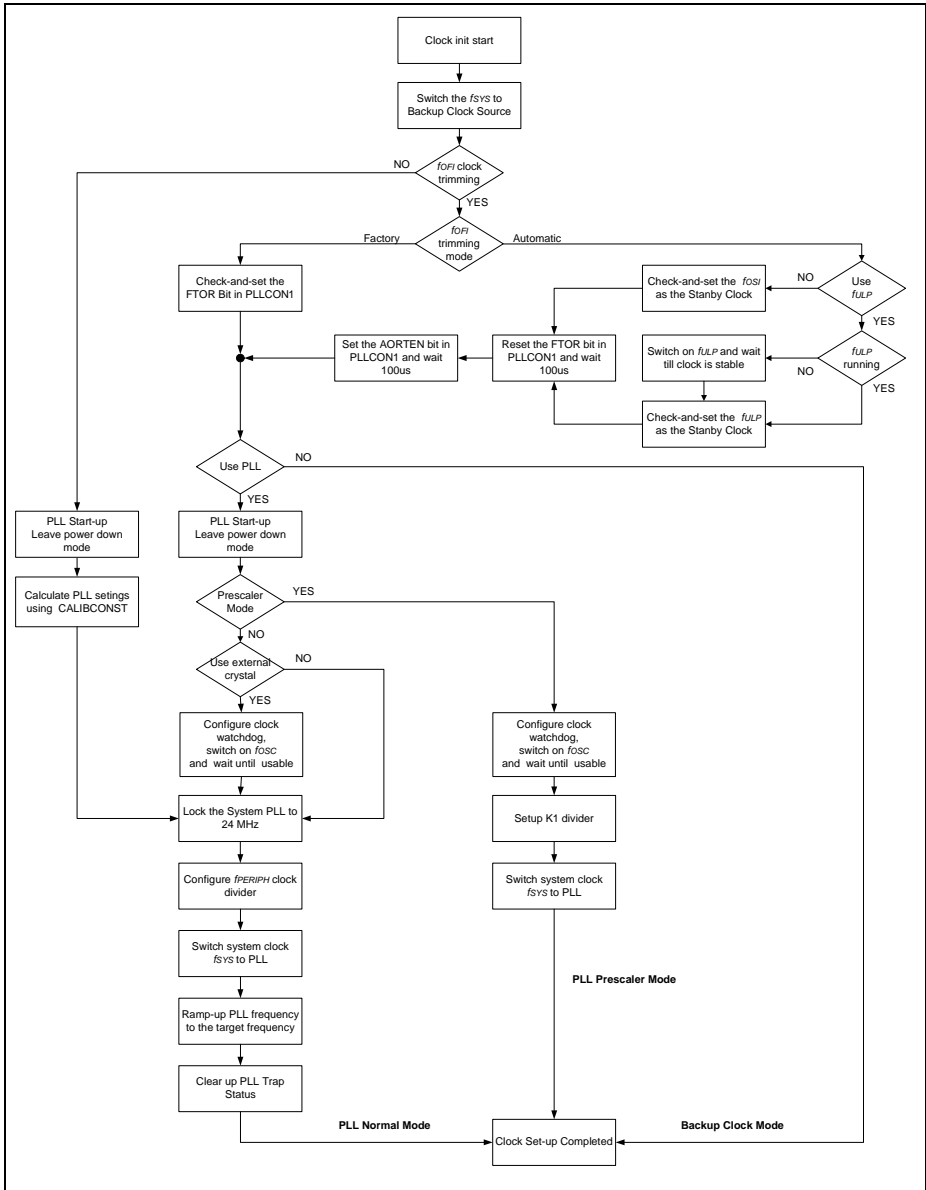 Clock init start
Switch the fSYS to
Backup Clock Source
NO
fOFI clock
trimming
YES
Factory
fOFI
trimming
mode
Automatic
Check-and-set the
FTOR Bit in PLLCON1
Check-and-set the fOSI
as the Stanby Clock
NO
Use
fULP
YES
Set the AORTEN bit in
PLLCON1 and wait
100us
Reset the FTOR bit in
PLLCON1 and wait
100us
Switch on fULP and wait
till clock is stable
NO
fULP
running
YES
Check-and-set the fULP
as the Stanby Clock
Use PLL
NO
YES
PLL Start-up
Leave power down
mode
PLL Start-up
Leave power down
mode
Calculate PLL setings
using CALIBCONST
Prescaler
Mode
YES
NO
Use external
crystal
NO
YES
Configure clock
watchdog,
switch on fOSC
and wait until usable
Configure clock
watchdog,
switch on fOSC
and wait until usable
Lock the System PLL to
24 MHz
Setup K1 divider
Configure fPERIPH clock
divider
Switch system clock
fSYS to PLL
Switch system clock
fSYS to PLL
PLL Prescaler Mode
Ramp-up PLL frequency
to the target frequency
Clear up PLL Trap
Status
PLL Normal Mode
Clock Set-up Completed
Backup Clock Mode